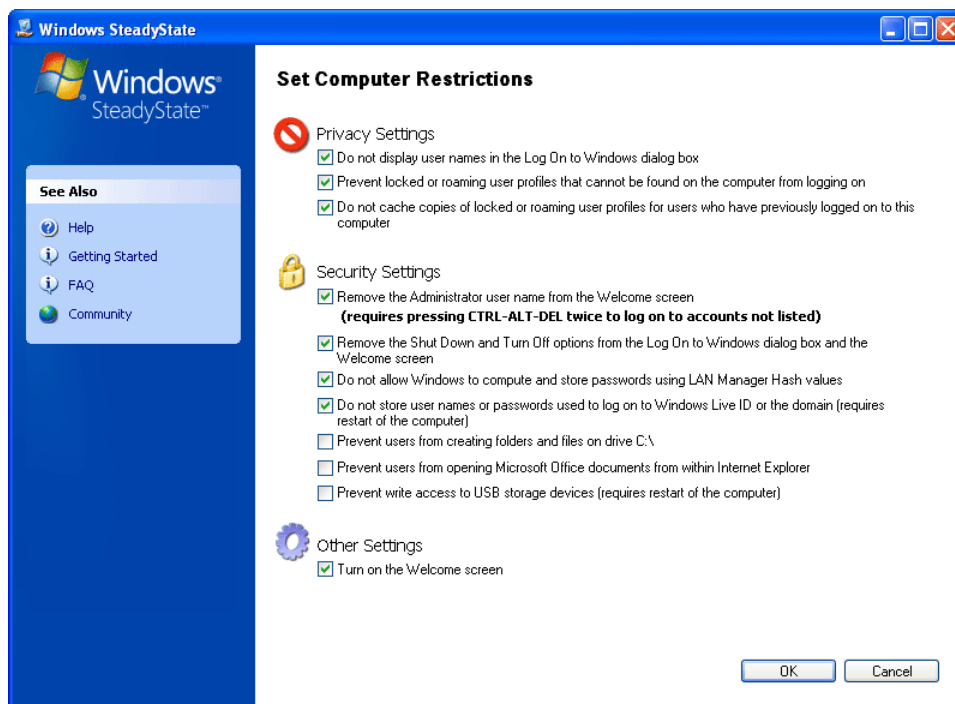 Windows SteadyState
Windows®
SteadyState™
See Also
Help
Getting Started
FAQ
Community
Set Computer Restrictions
Privacy Settings
Do not display user names in the Log On to Windows dialog box
Prevent locked or roaming user profiles that cannot be found on the computer from logging on
Do not cache copies of locked or roaming user profiles for users who have previously logged on to this
computer
Security Settings
Remove the Administrator user name from the Welcome screen
(requires pressing CTRL-ALT-DEL twice to log on to accounts not listed)
Remove the Shut Down and Turn Off options from the Log On to Windows dialog box and the
Welcome screen
Do not allow Windows to compute and store passwords using LAN Manager Hash values
Do not store user names or passwords used to log on to Windows Live ID or the domain (requires
restart of the computer)
Prevent users from creating folders and files on drive C:\
Prevent users from opening Microsoft Office documents from within Internet Explorer
Prevent write access to USB storage devices (requires restart of the computer)
Other Settings
Turn on the Welcome screen
OK
Cancel